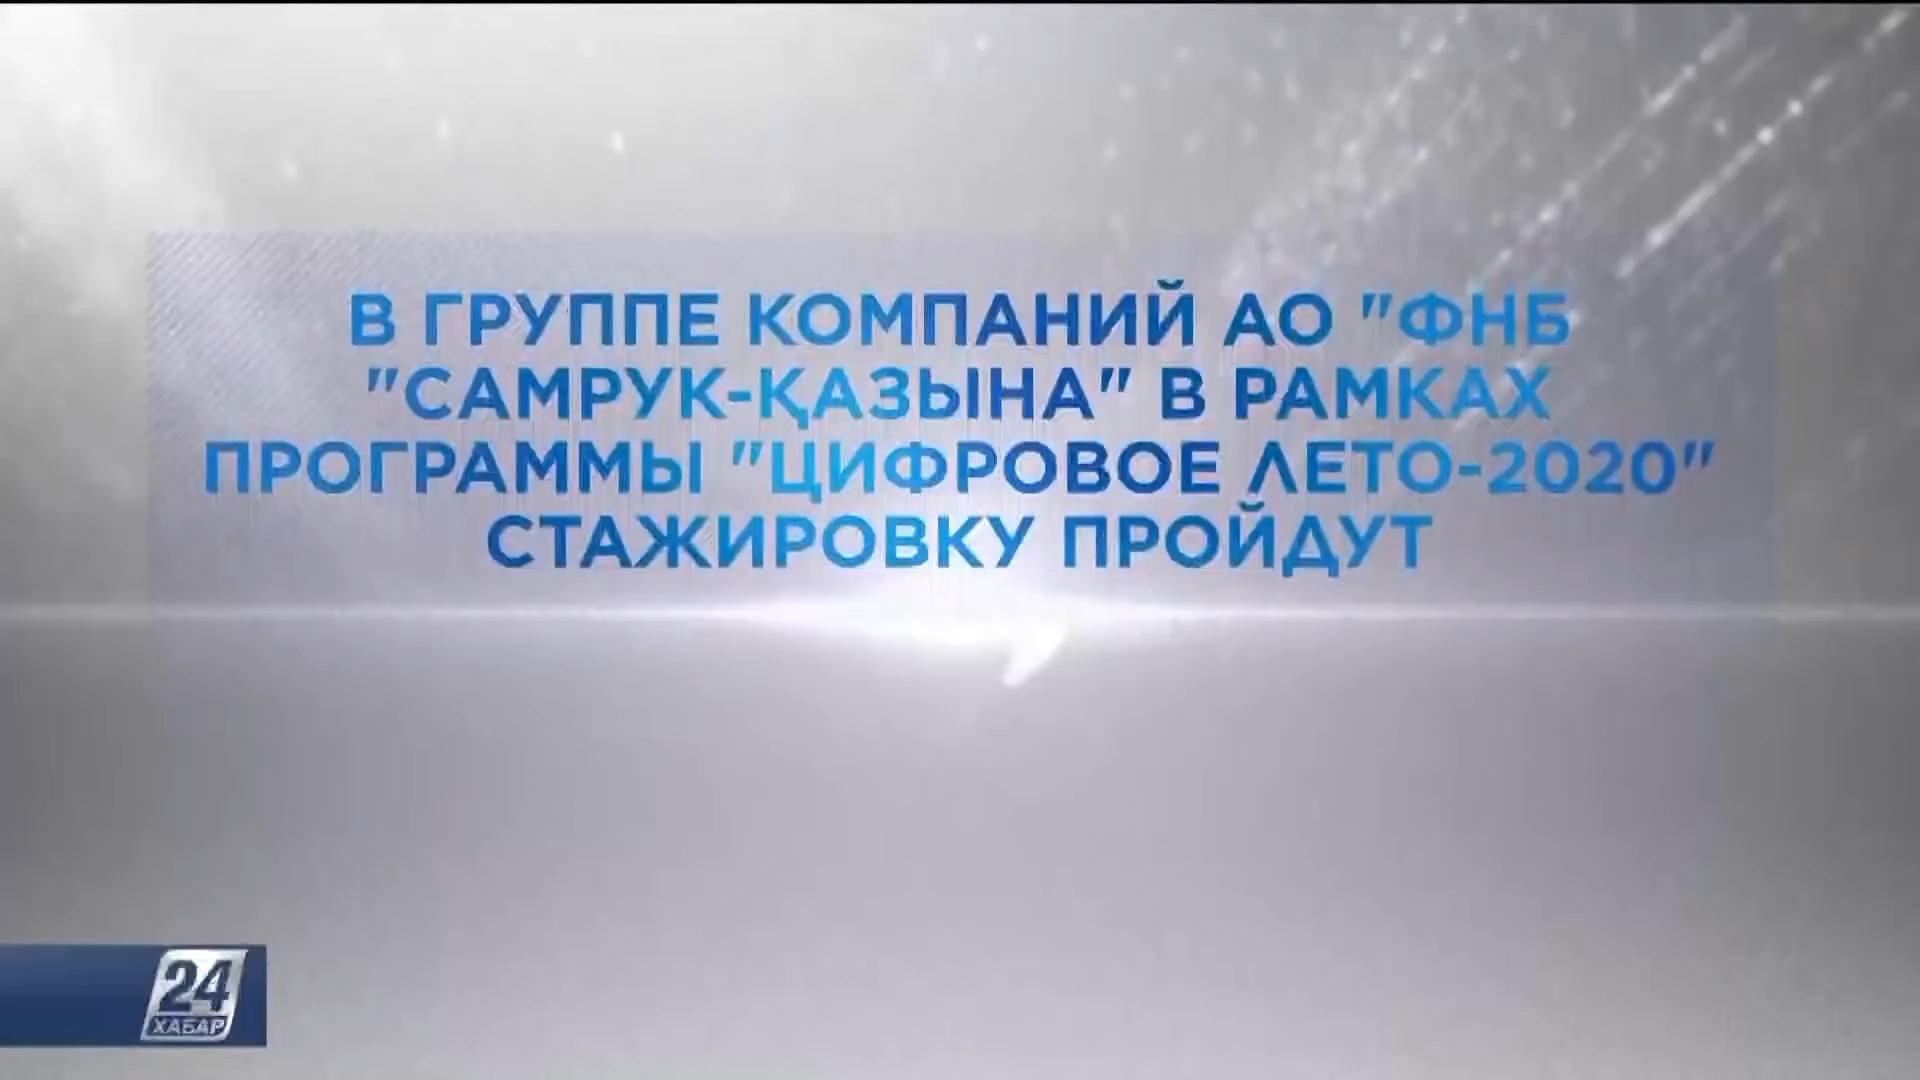 В ГРУППЕ КОМПАНИЙ АО "ФНБ
"САМРУК-ҚАЗЫНА" В РАМКАХ
ПРОГРАММЫ "ЦИФРОВОЕ ЛЕТО-2020"
СТАЖИРОВКУ ПРОЙДУТ
24
ХАБАР